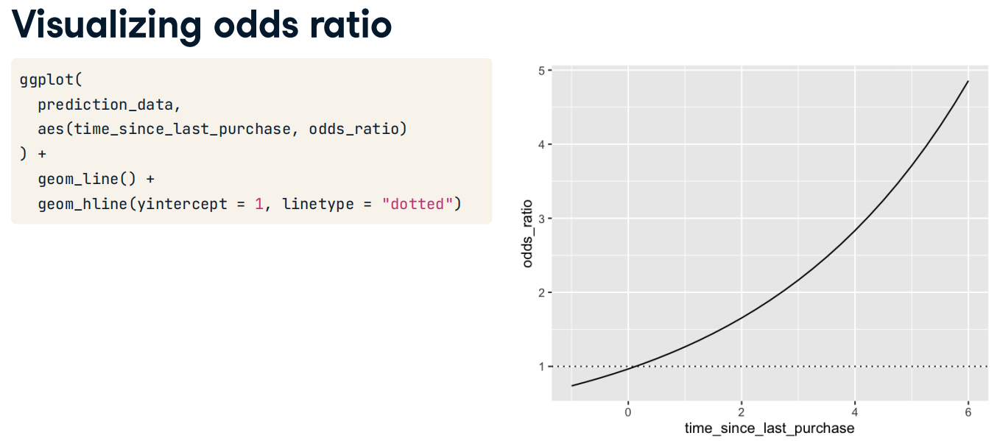 Visualizing odds ratio
ggplot(
  prediction_data,
  aes(time_since_last_purchase, odds_ratio)
) +
  geom_line() +
  geom_hline(yintercept = 1, linetype = "dotted")
odds_ratio
5
4
3
2
1
0 2 4 6
time_since_last_purchase